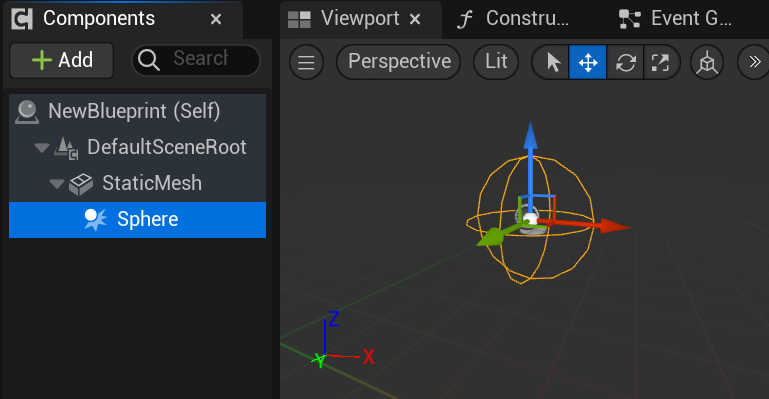 Components
Add
Search
NewBlueprint (Self)
DefaultSceneRoot
StaticMesh
Sphere
Viewport
Constru...
Event G...
Perspective
Lit
Z
Y
X